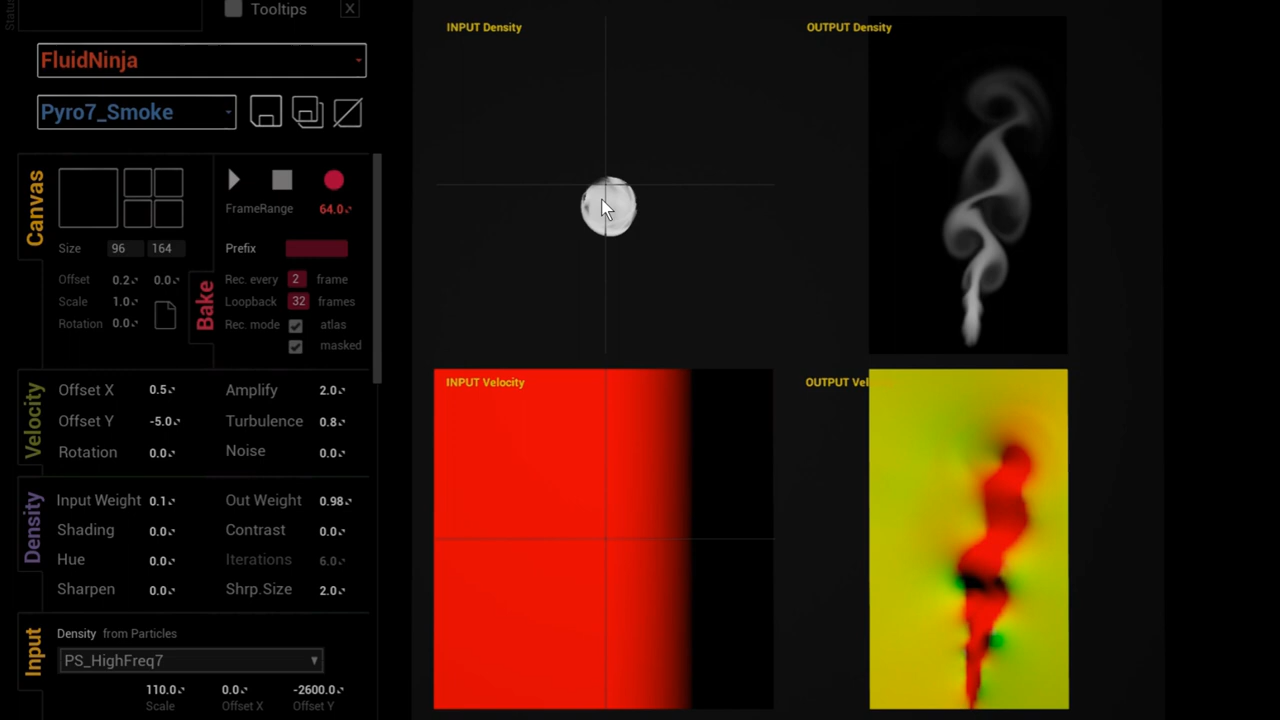 Status
Tooltips
X
FluidNinja
Pyro7_Smoke
Canvas
FrameRange 64.0
Size 96 164
Prefix
Offset 0.2 0.0
Scale 1.0
Rotation 0.0
Bake
Rec. every 2 frame
Loopback 32 frames
Rec. mode atlas
masked
Velocity
Offset X 0.5 Amplify 2.0
Offset Y -5.0 Turbulence 0.8
Rotation 0.0 Noise 0.0
Density
Input Weight 0.1 Out Weight 0.98
Shading 0.0 Contrast 0.0
Hue 0.0 Iterations 6.0
Sharpen 0.0 Shrp.Size 2.0
Input
Density from Particles
PS_HighFreq7
110.0 0.0 -2600.0
Scale Offset X Offset Y
INPUT Density
OUTPUT Density
INPUT Velocity
OUTPUT Vel